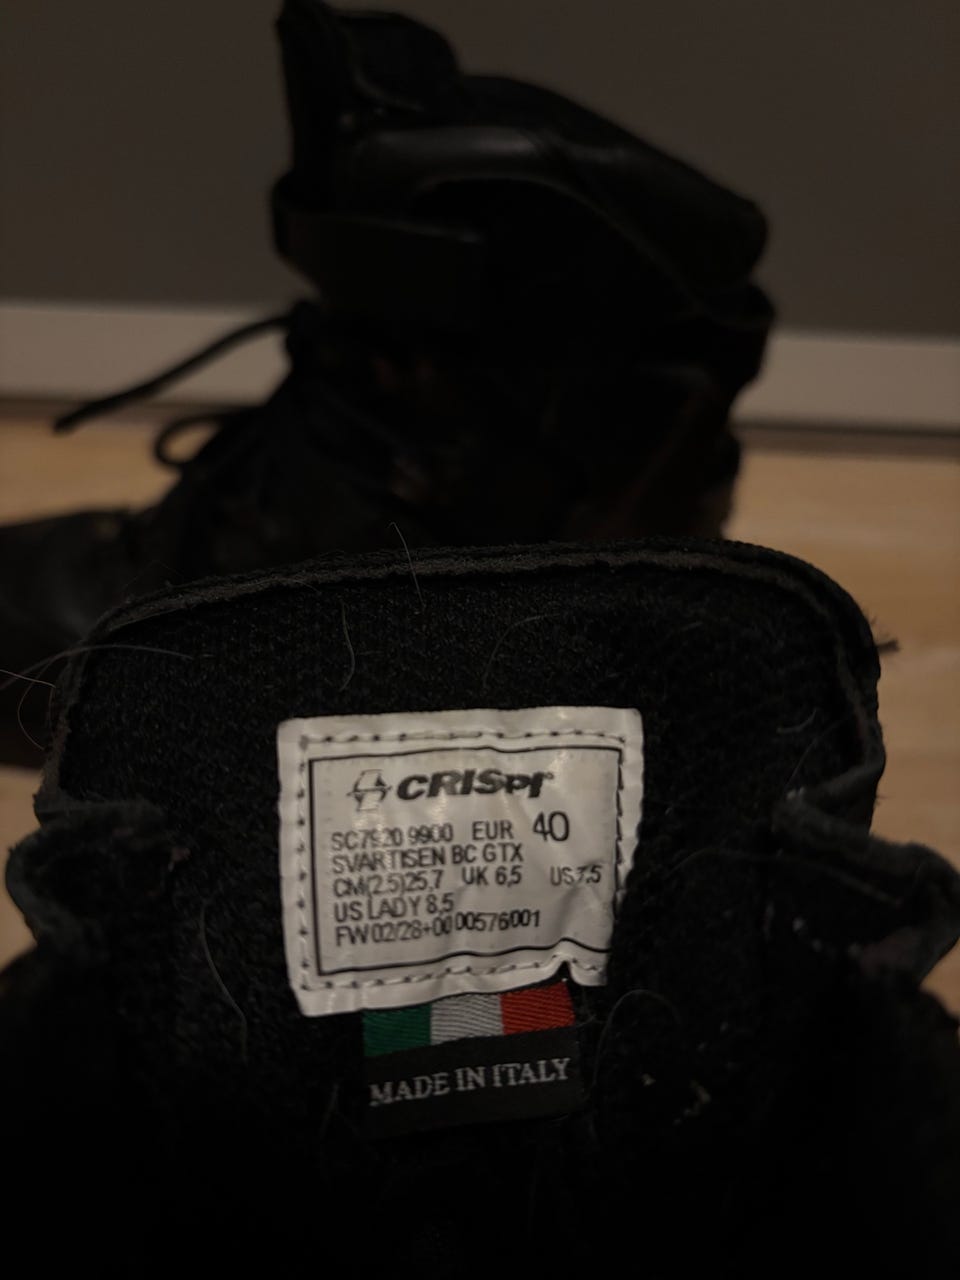 CRISPI
SC7920 9900 EUR 40
SVARTISEN BC GTX
CM(2.5)25,7 UK 6,5 US 7.5
US LADY 8.5
FW 02/28+00 00576001
MADE IN ITALY